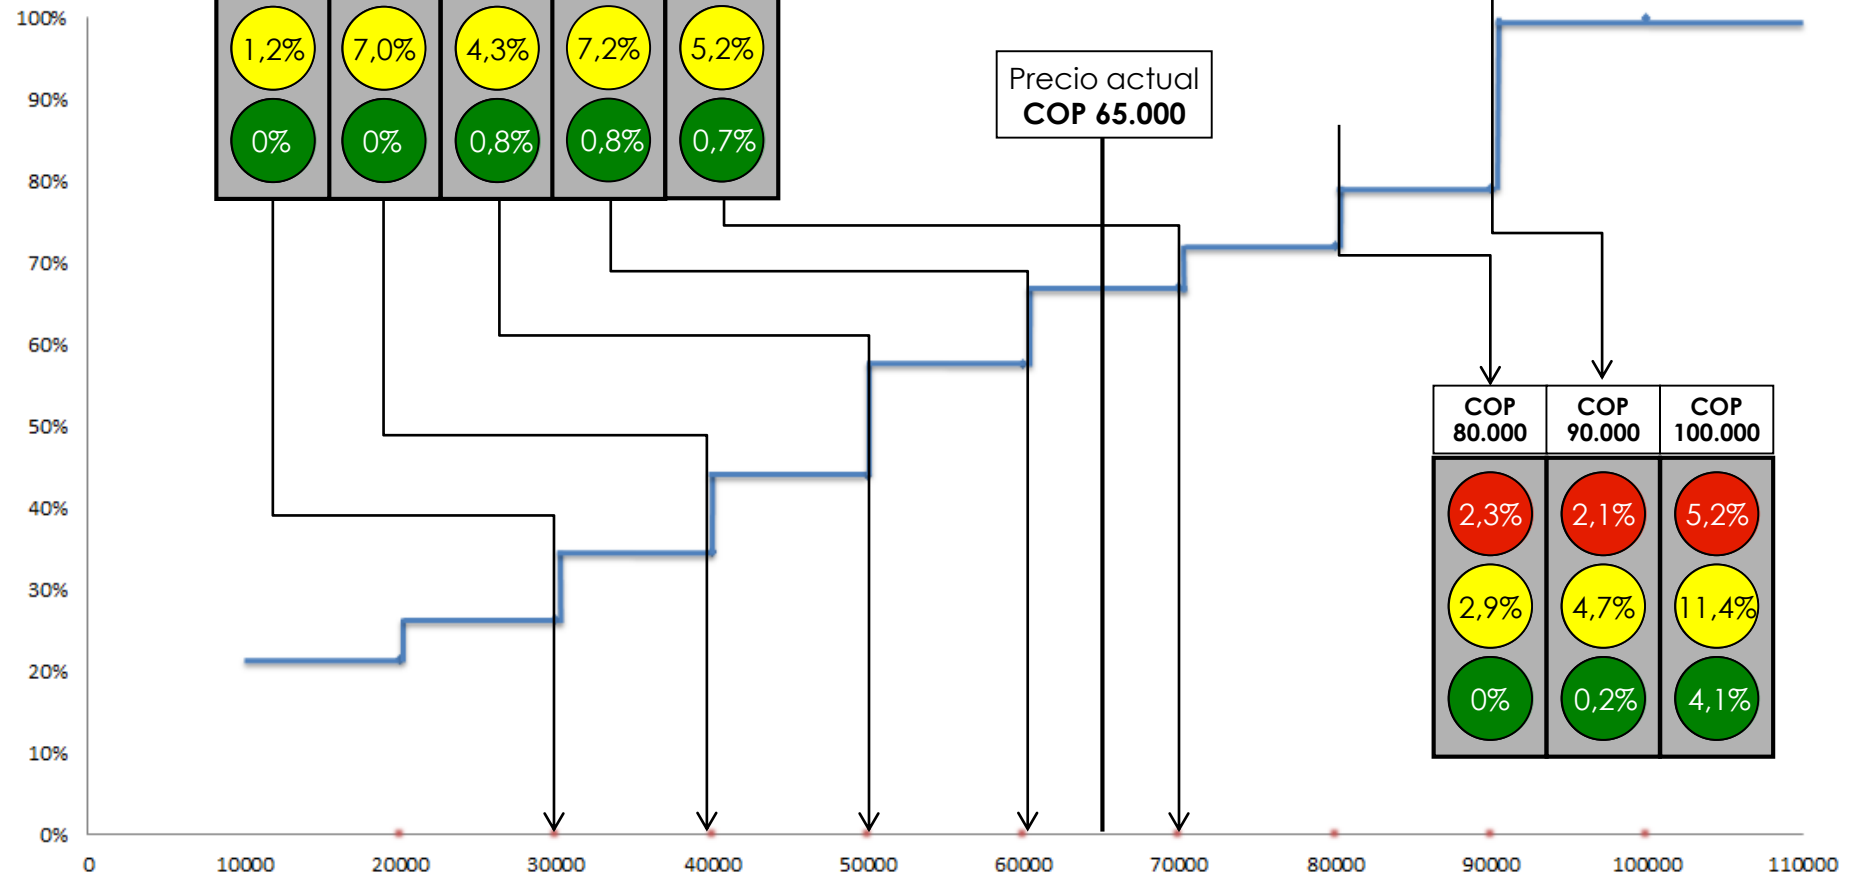 100%
90%
80%
70%
60%
50%
40%
30%
20%
10%
0%
1,2% 7,0% 4,3% 7,2% 5,2%
0% 0% 0,8% 0,8% 0,7%
Precio actual
COP 65.000
COP 80.000
COP 90.000
COP 100.000
2,3% 2,1% 5,2%
2,9% 4,7% 11,4%
0% 0,2% 4,1%
0 10000 20000 30000 40000 50000 60000 70000 80000 90000 100000 110000